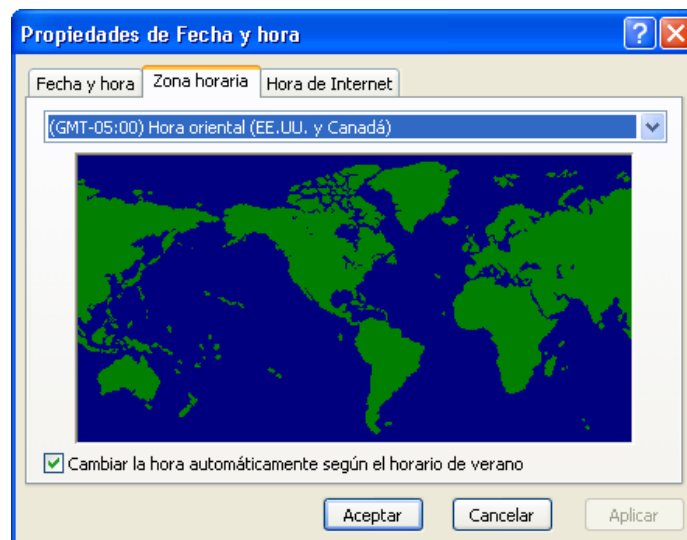 Propiedades de Fecha y hora
Fecha y hora Zona horaria Hora de Internet
(GMT-05:00) Hora oriental (EE.UU. y Canadá)
Cambiar la hora automáticamente según el horario de verano
Aceptar Cancelar Aplicar